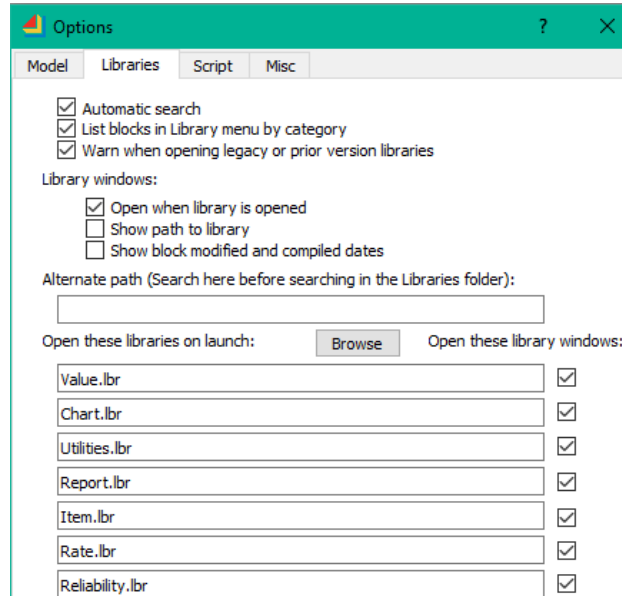 Options ? ×
Model Libraries Script Misc
Automatic search
List blocks in Library menu by category
Warn when opening legacy or prior version libraries
Library windows:
Open when library is opened
Show path to library
Show block modified and compiled dates
Alternate path (Search here before searching in the Libraries folder):
Open these libraries on launch: Browse Open these library windows:
Value.lbr
Chart.lbr
Utilities.lbr
Report.lbr
Item.lbr
Rate.lbr
Reliability.lbr